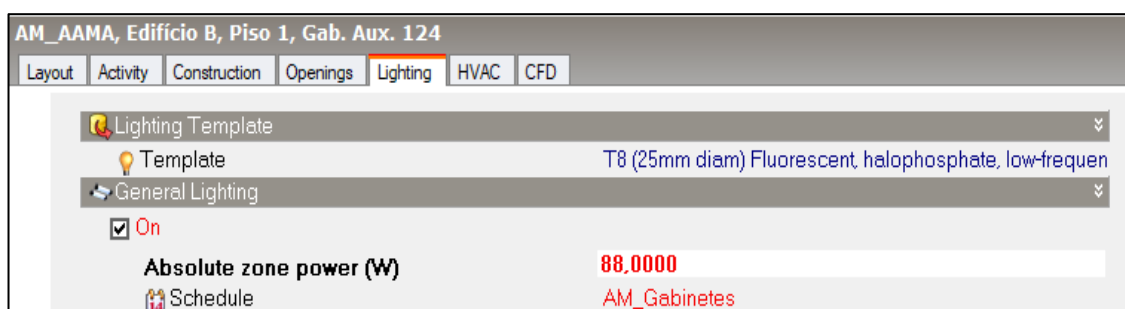 AM_AAMA, Edifício B, Piso 1, Gab. Aux. 124
Layout Activity Construction Openings Lighting HVAC CFD
Lighting Template
Template T8 (25mm diam) Fluorescent, halophosphate, low-frequen
General Lighting
On
Absolute zone power (W) 88,0000
Schedule AM_Gabinetes